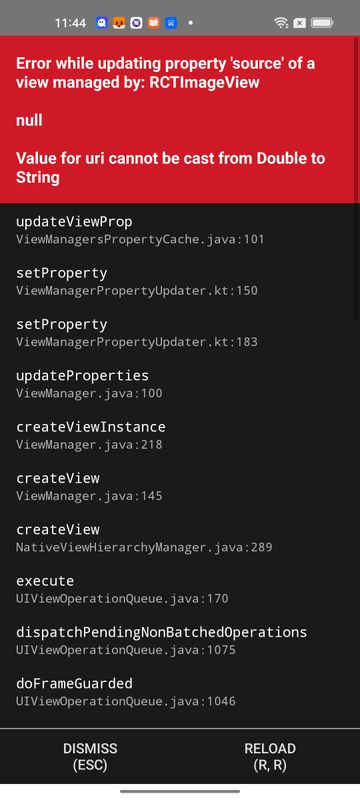 11:44
Error while updating property 'source' of a
view managed by: RCTImageView
null
Value for uri cannot be cast from Double to
String
updateViewProp
ViewManagersPropertyCache.java:101
setProperty
ViewManagerPropertyUpdater.kt:150
setProperty
ViewManagerPropertyUpdater.kt:183
updateProperties
ViewManager.java:100
createViewInstance
ViewManager.java:218
createView
ViewManager.java:145
createView
NativeViewHierarchyManager.java:289
execute
UIViewOperationQueue.java:170
dispatchPendingNonBatchedOperations
UIViewOperationQueue.java:1075
doFrameGuarded
UIViewOperationQueue.java:1046
DISMISS
(ESC)
RELOAD
(R, R)